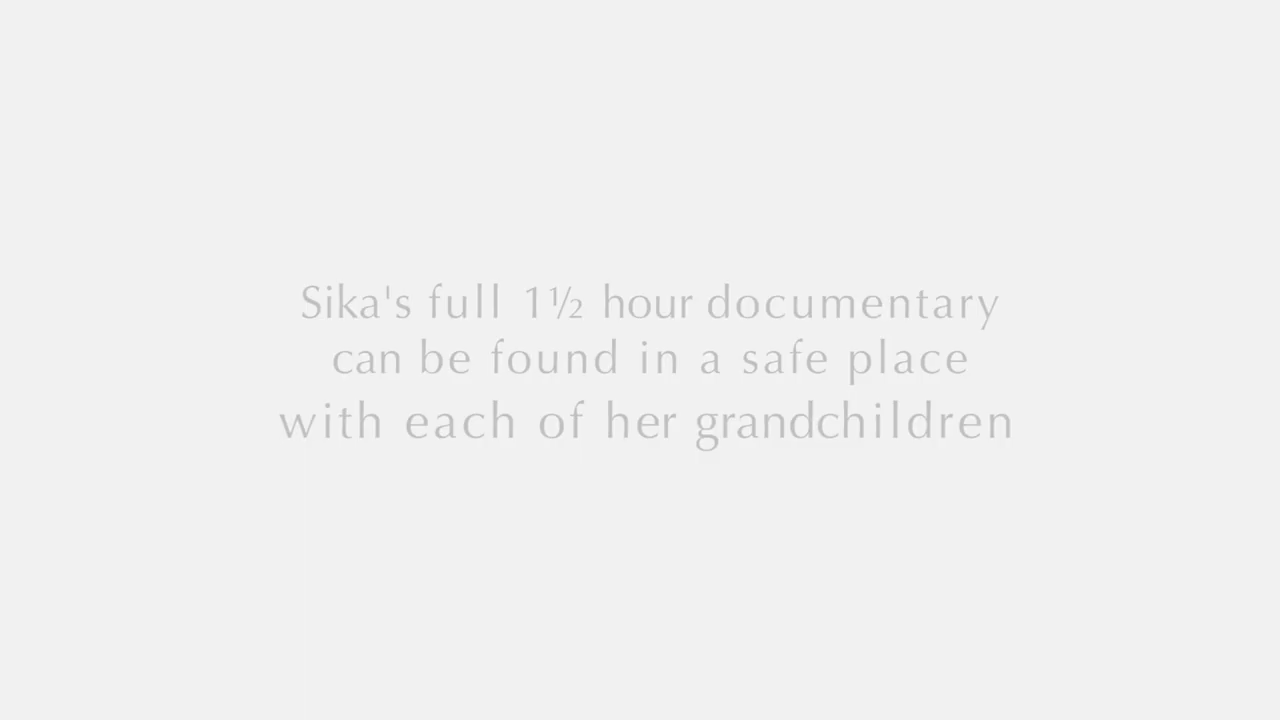 Sika's full 1½ hour documentary
can be found in a safe place
with each of her grandchildren